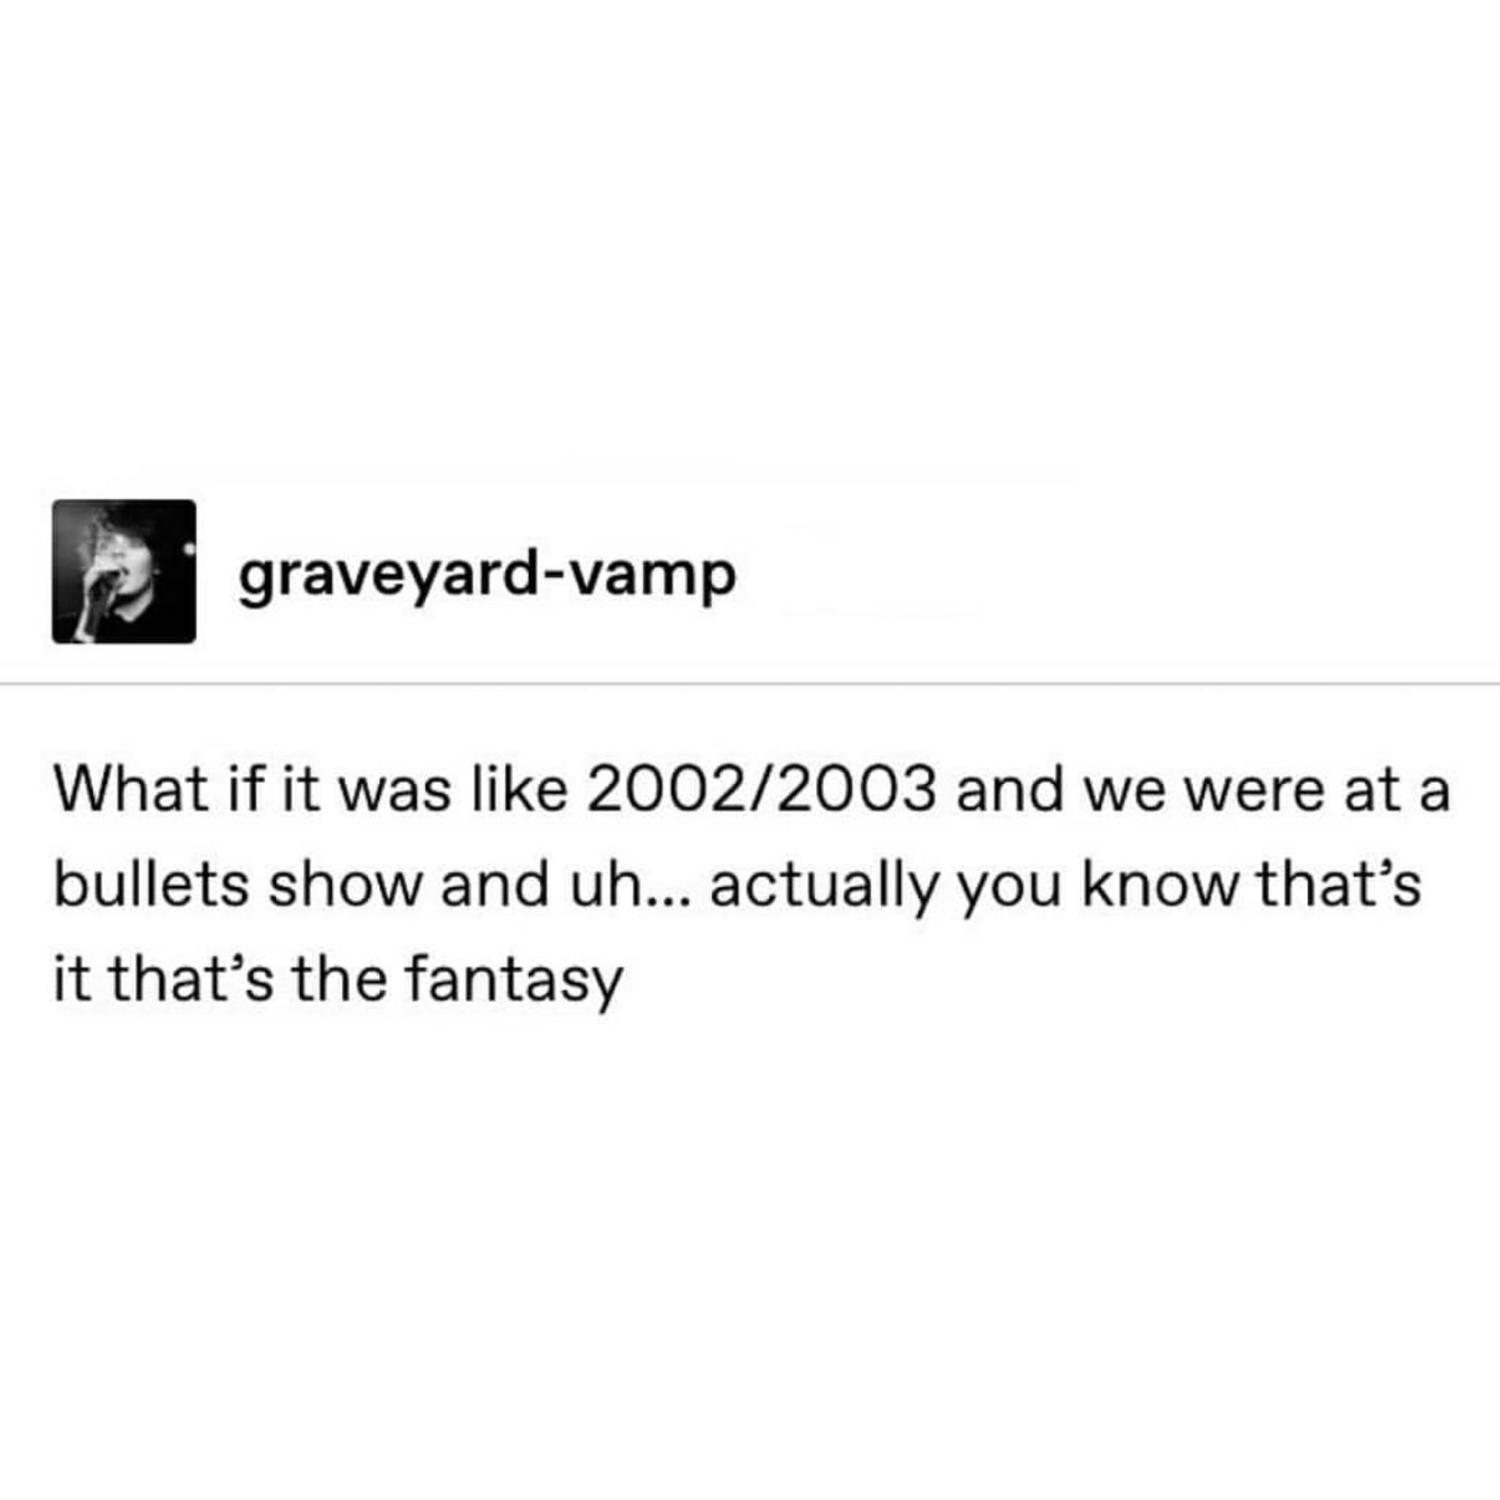 graveyard-vamp
What if it was like 2002/2003 and we were at a
bullets show and uh... actually you know that’s
it that’s the fantasy